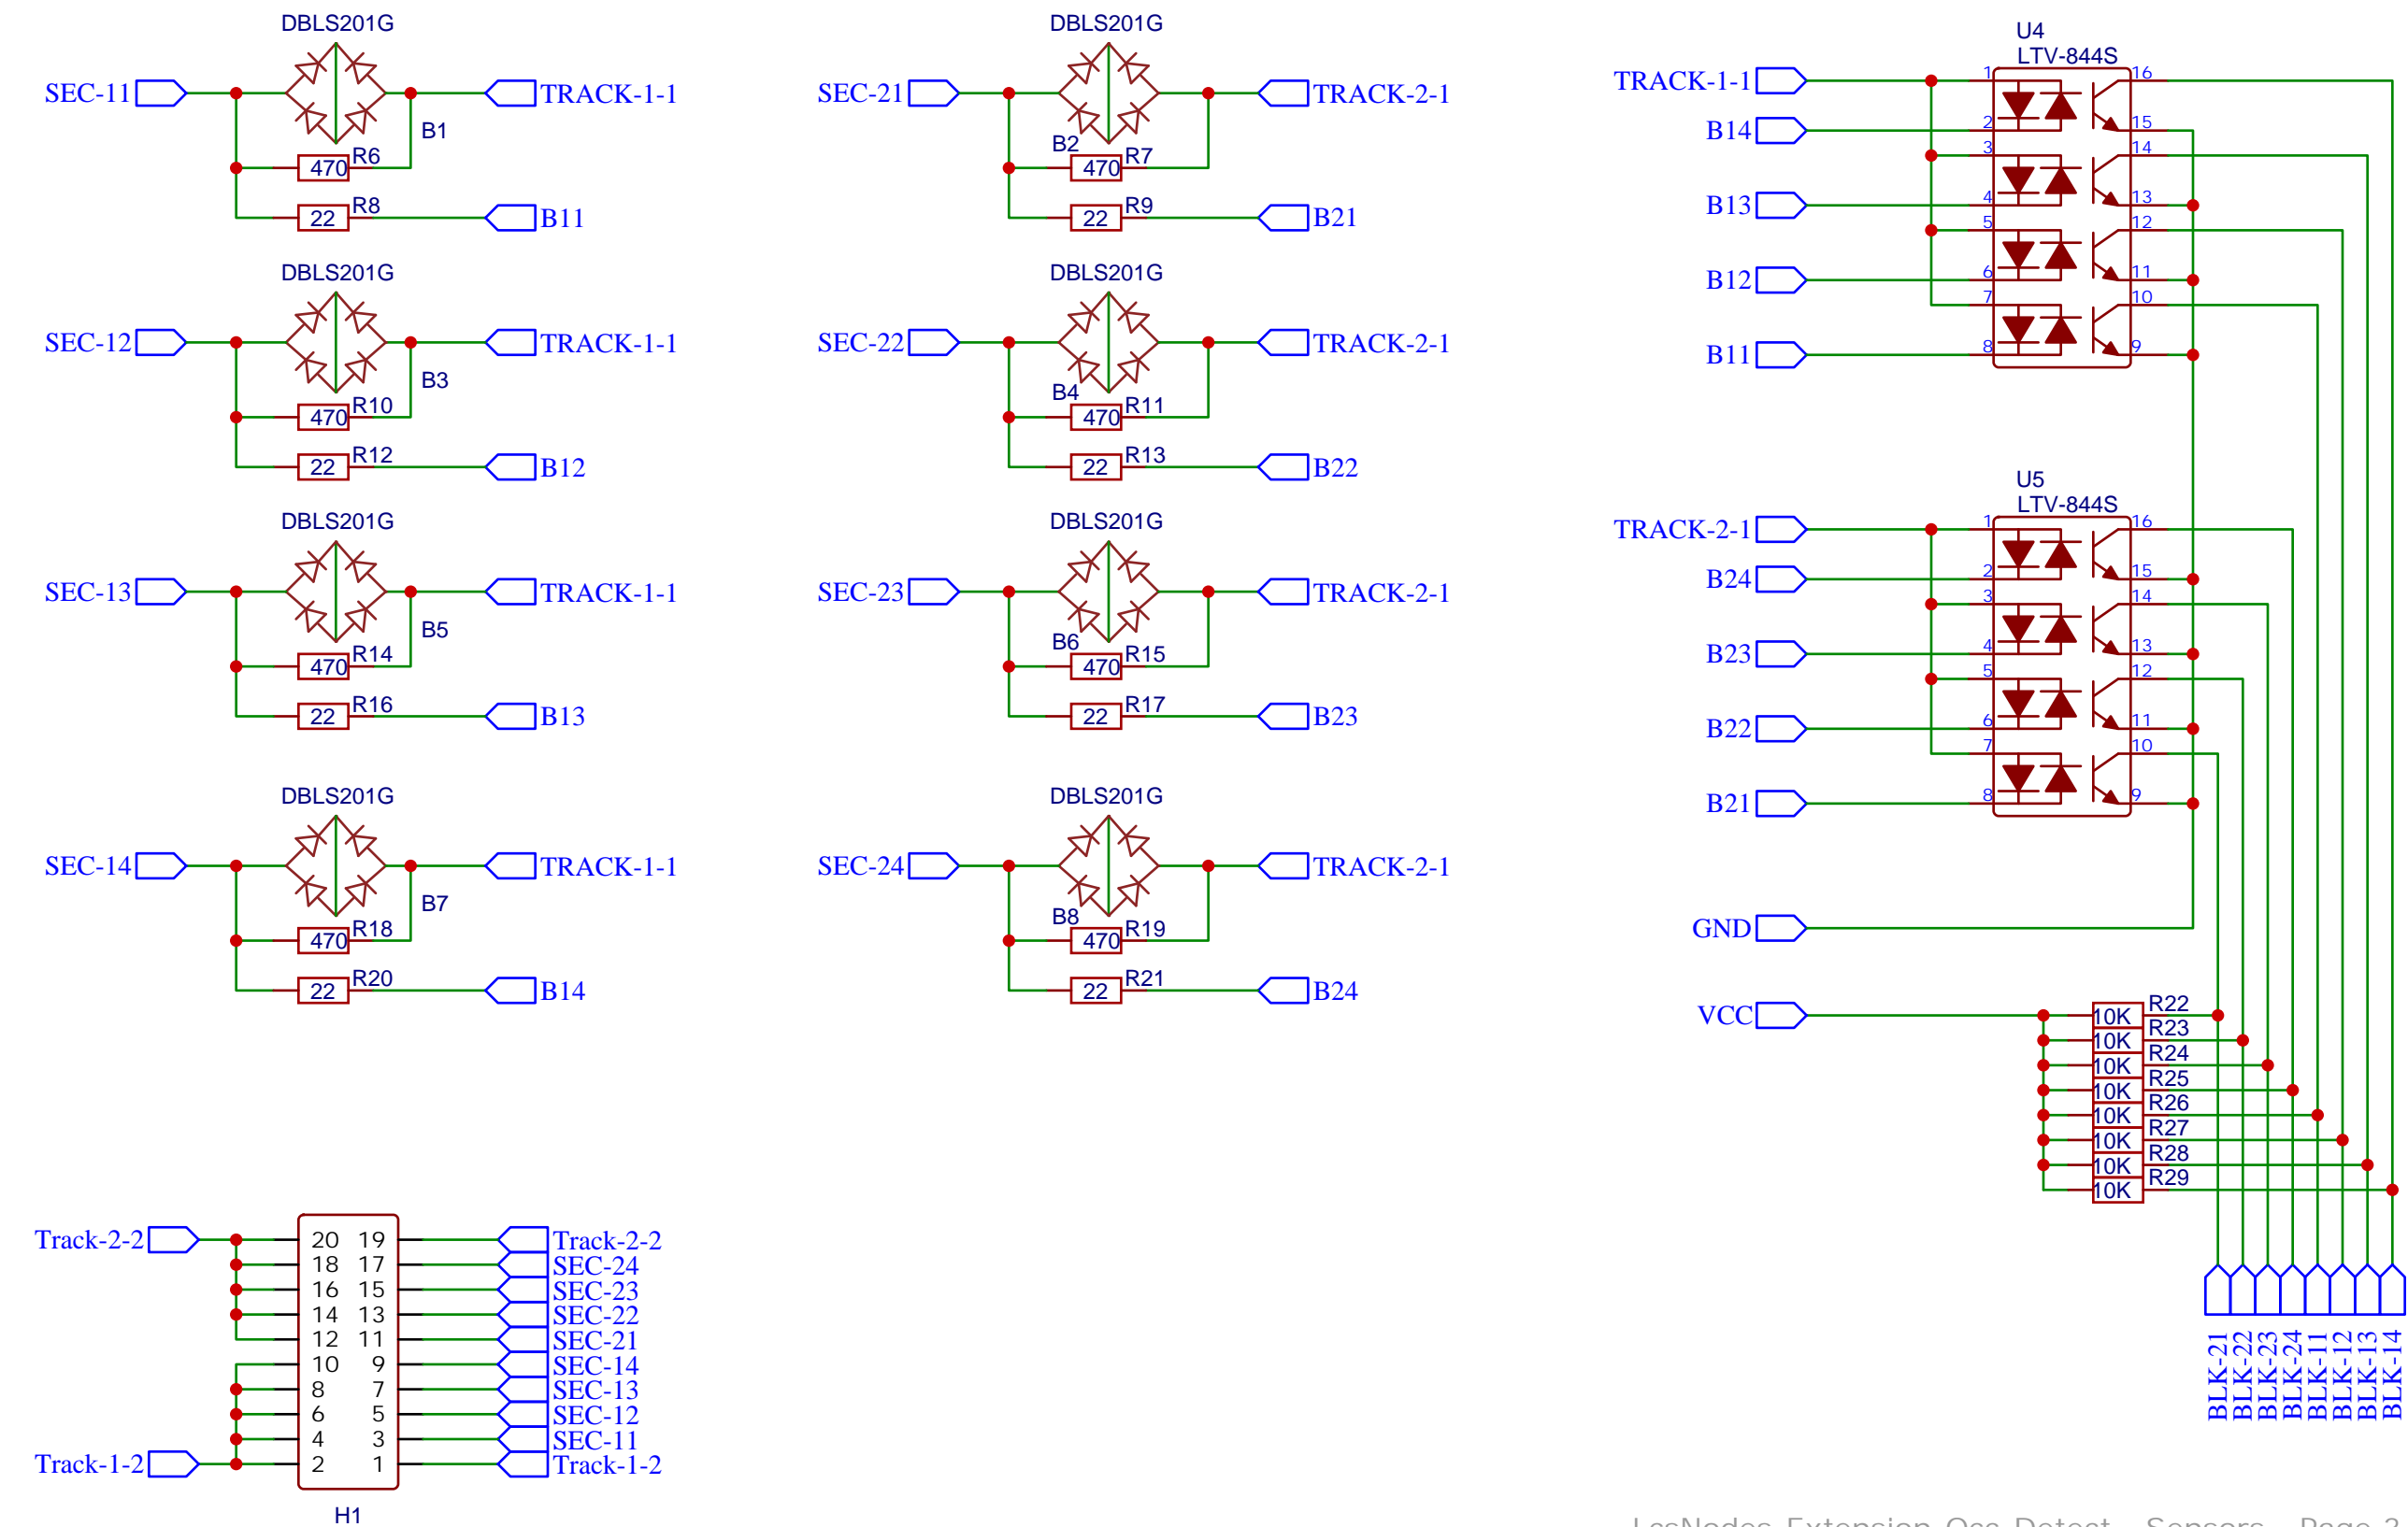 DBLS201G
SEC-11
TRACK-1-1
B1
470
R6
22
R8
B11
DBLS201G
SEC-12
TRACK-1-1
B3
470
R10
22
R12
B12
DBLS201G
SEC-13
TRACK-1-1
B5
470
R14
22
R16
B13
DBLS201G
SEC-14
TRACK-1-1
B7
470
R18
22
R20
B14
DBLS201G
SEC-21
TRACK-2-1
B2
470
R7
22
R9
B21
DBLS201G
SEC-22
TRACK-2-1
B4
470
R11
22
R13
B22
DBLS201G
SEC-23
TRACK-2-1
B6
470
R15
22
R17
B23
DBLS201G
SEC-24
TRACK-2-1
B8
470
R19
22
R21
B24
U4
LTV-844S
TRACK-1-1
1
16
B14
2
15
3
14
B13
4
13
5
12
B12
6
11
7
10
B11
8
9
U5
LTV-844S
TRACK-2-1
1
16
B24
2
15
3
14
B23
4
13
5
12
B22
6
11
7
10
B21
8
9
GND
VCC
10K R22
10K R23
10K R24
10K R25
10K R26
10K R27
10K R28
10K R29
BLK-21
BLK-22
BLK-23
BLK-24
BLK-11
BLK-12
BLK-13
BLK-14
Track-2-2 20 19 Track-2-2
18 17 SEC-24
16 15 SEC-23
14 13 SEC-22
12 11 SEC-21
10 9 SEC-14
8 7 SEC-13
6 5 SEC-12
4 3 SEC-11
Track-1-2 2 1 Track-1-2
H1